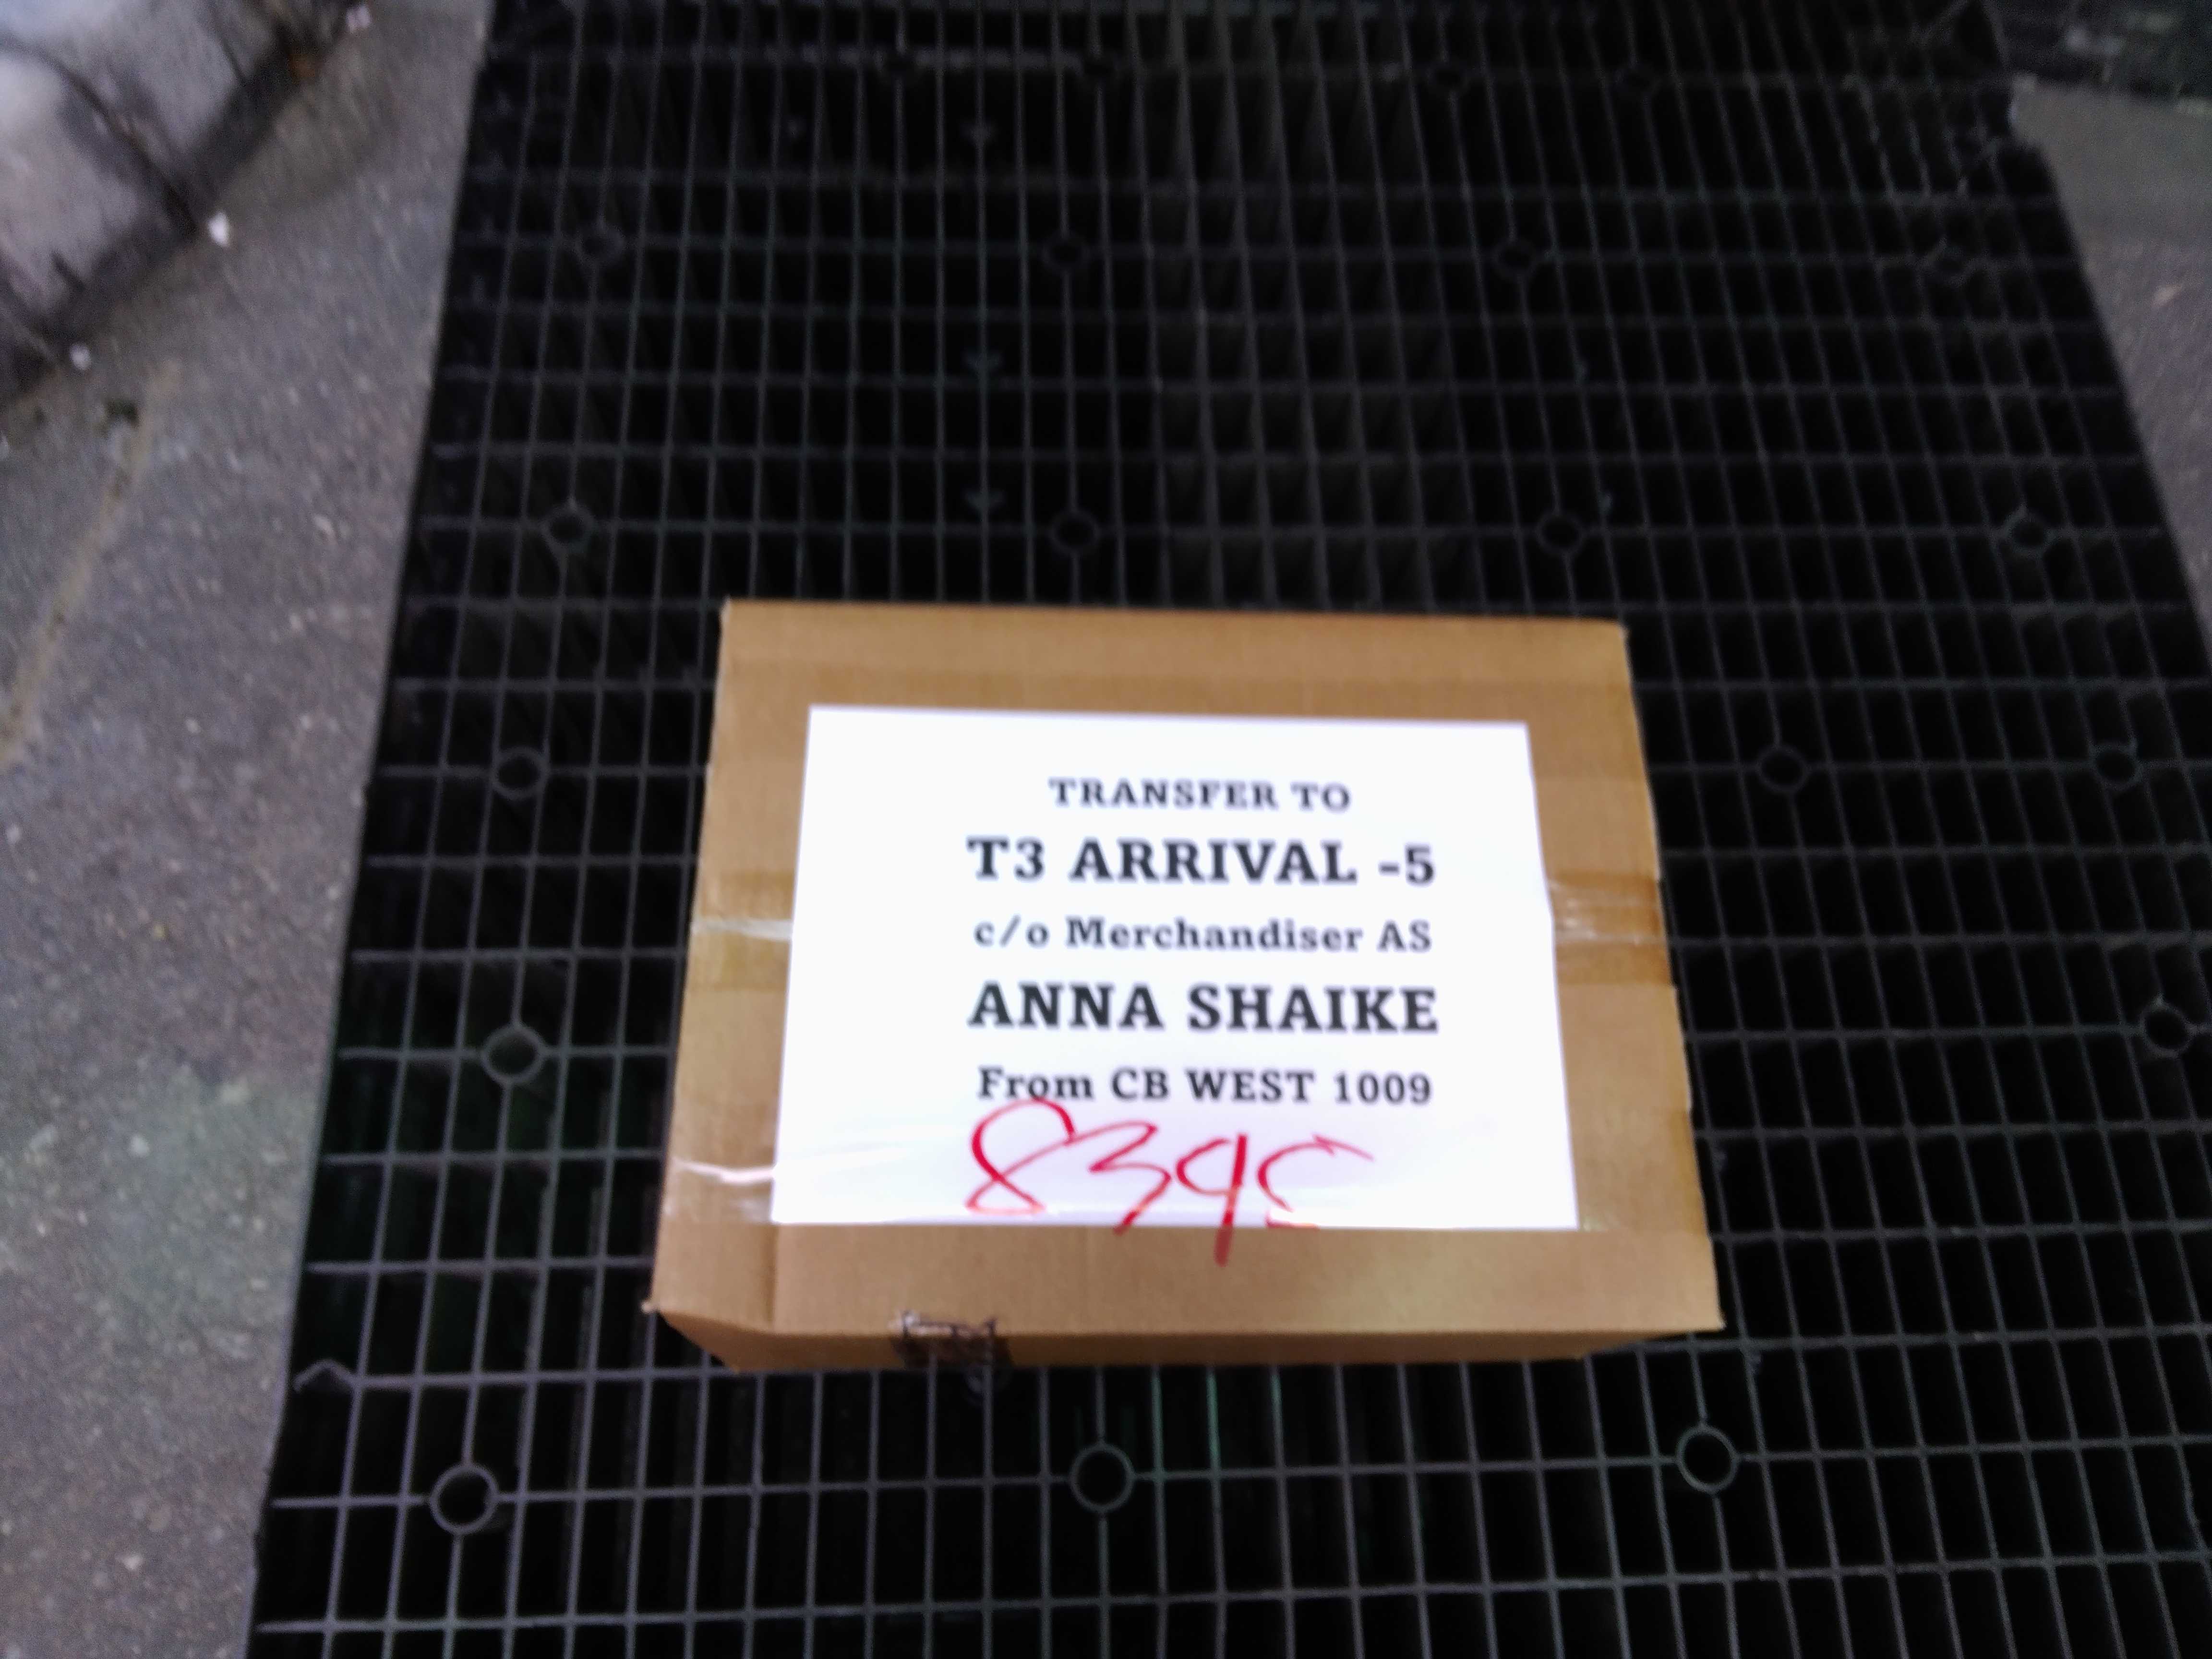 TRANSFER TO
T3 ARRIVAL -5
c/o Merchandiser AS
ANNA SHAIKE
From CB WEST 1009
8395